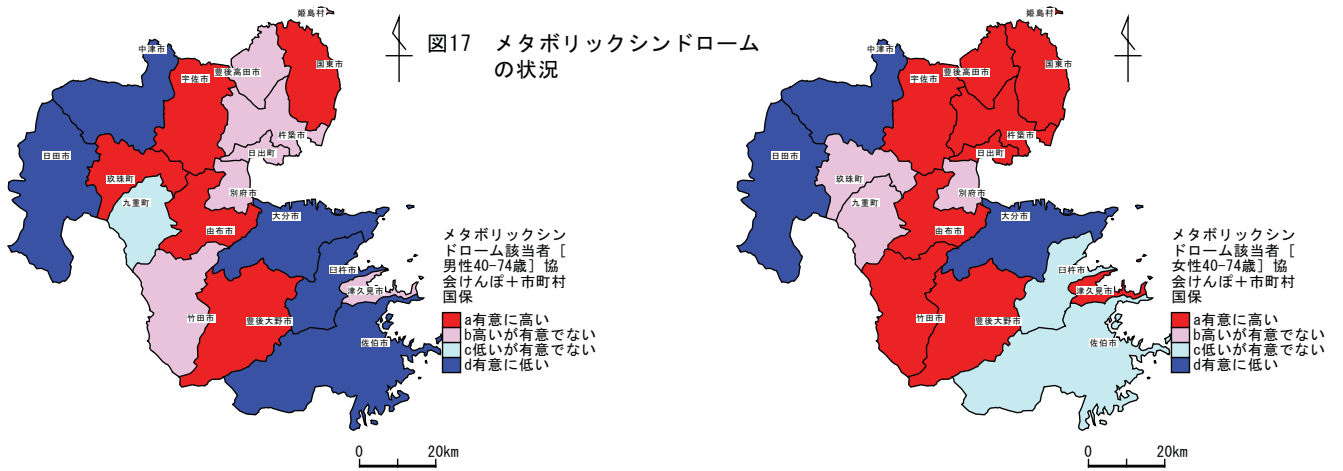 図17　メタボリックシンドローム
の状況
姫島村
中津市
宇佐市
豊後高田市
国東市
杵築市
日出町
日田市
玖珠町
別府市
九重町
由布市
大分市
臼杵市
津久見市
竹田市
豊後大野市
佐伯市
メタボリックシン
ドローム該当者［
男性40-74歳］協
会けんぽ＋市町村
国保
a有意に高い
b高いが有意でない
c低いが有意でない
d有意に低い
0 20km
姫島村
中津市
宇佐市
豊後高田市
国東市
杵築市
日出町
日田市
玖珠町
別府市
九重町
由布市
大分市
臼杵市
津久見市
竹田市
豊後大野市
佐伯市
メタボリックシン
ドローム該当者［
女性40-74歳］協
会けんぽ＋市町村
国保
a有意に高い
b高いが有意でない
c低いが有意でない
d有意に低い
0 20km